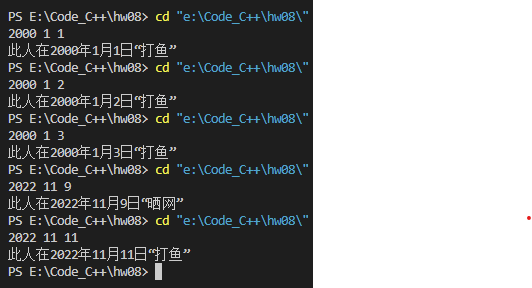 PS E:\Code_C++\hw08> cd "e:\Code_C++\hw08\"
2000 1 1
此人在2000年1月1日“打鱼”
PS E:\Code_C++\hw08> cd "e:\Code_C++\hw08\"
2000 1 2
此人在2000年1月2日“打鱼”
PS E:\Code_C++\hw08> cd "e:\Code_C++\hw08\"
2000 1 3
此人在2000年1月3日“打鱼”
PS E:\Code_C++\hw08> cd "e:\Code_C++\hw08\"
2022 11 9
此人在2022年11月9日“晒网”
PS E:\Code_C++\hw08> cd "e:\Code_C++\hw08\"
2022 11 11
此人在2022年11月11日“打鱼”
PS E:\Code_C++\hw08>